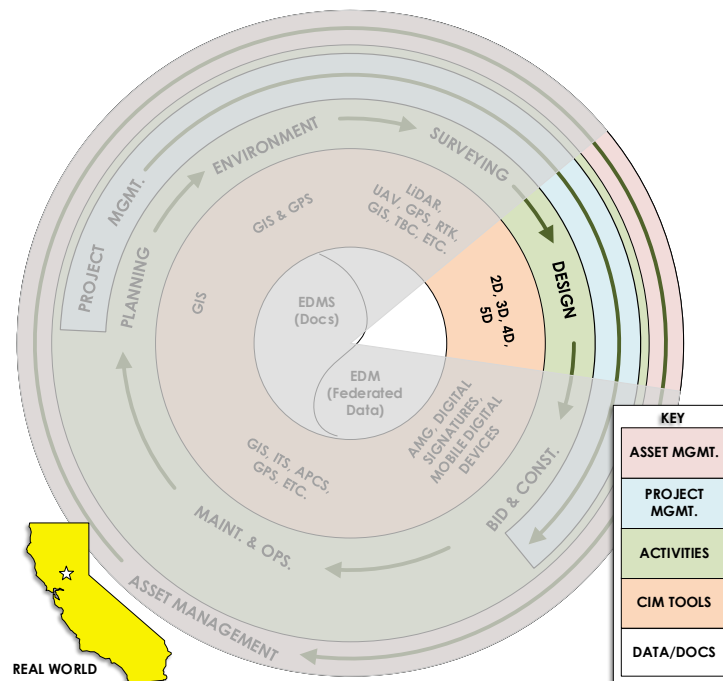 ENVIRONMENT
SURVEYING
PROJECT MGMT.
PLANNING
GIS & GPS
LiDAR,
UAV, GPS, RTK,
GIS, TBC, ETC.
DESIGN
2D, 3D, 4D,
5D
GIS
EDMS
(Docs)
EDM
(Federated
Data)
AMG, DIGITAL
SIGNATURES,
MOBILE DIGITAL
DEVICES
GIS, ITS, APCS,
GPS, ETC.
BID & CONST.
MAINT. & OPS.
ASSET MANAGEMENT
REAL WORLD
KEY
ASSET MGMT.
PROJECT
MGMT.
ACTIVITIES
CIM TOOLS
DATA/DOCS